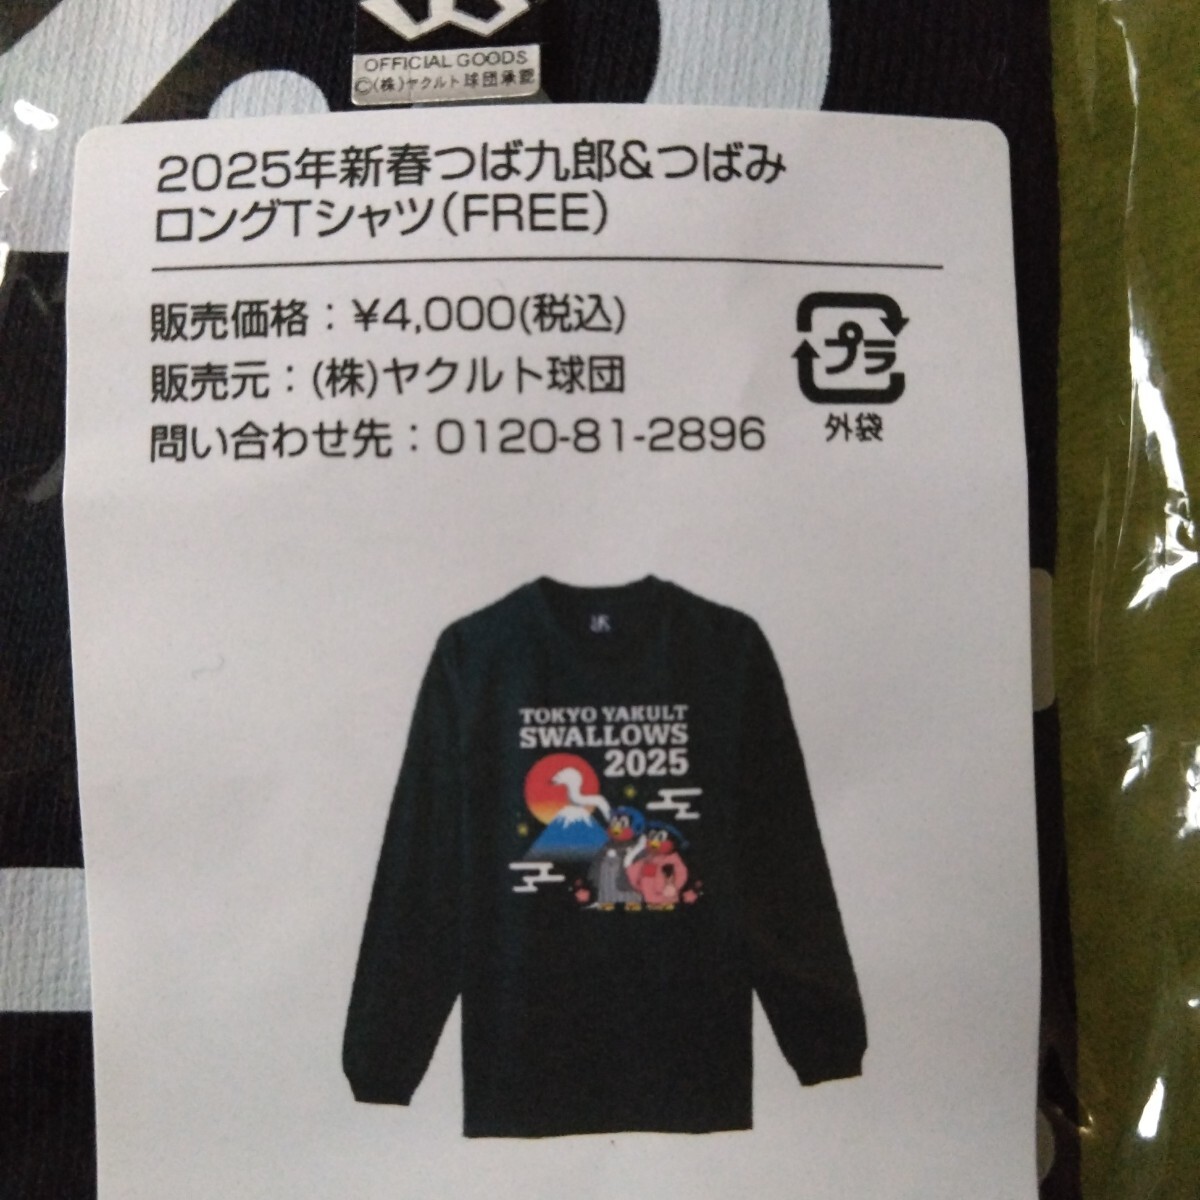 OFFICIAL GOODS
©(株)ヤクルト球団承認
2025年新春つば九郎&つばみ
ロングTシャツ(FREE)
販売価格:¥4,000(税込)
販売元:(株)ヤクルト球団
問い合わせ先:0120-81-2896
プラ
外袋
TOKYO YAKULT
SWALLOWS
2025